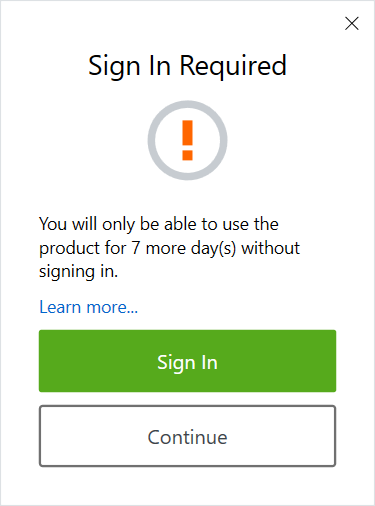 Sign In Required
You will only be able to use the
product for 7 more day(s) without
signing in.
Learn more...
Sign In
Continue